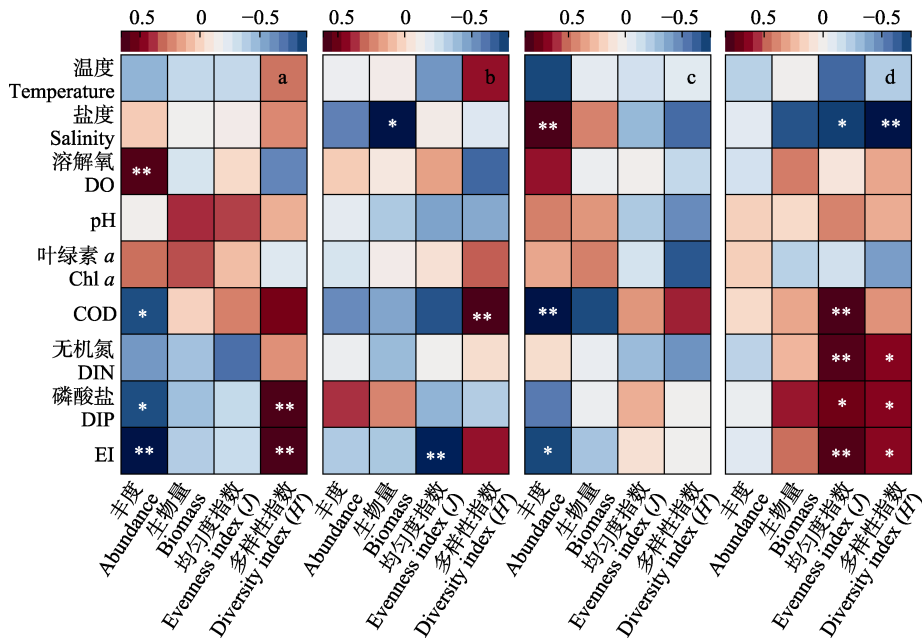 0.5 0 −0.5 0.5 0 −0.5 0.5 0 −0.5 0.5 0 −0.5
温度 a b c d
Temperature
盐度 * ** * **
Salinity
溶解氧 **
DO
pH
叶绿素 a
Chl a
COD * ** ** **
无机氮 ** *
DIN
磷酸盐 * ** * *
DIP
EI ** ** ** * ** *
丰度
Abundance
生物量
Biomass
均匀度指数
Evenness index (J)
多样性指数
Diversity index (H′)
丰度
Abundance
生物量
Biomass
均匀度指数
Evenness index (J)
多样性指数
Diversity index (H′)
丰度
Abundance
生物量
Biomass
均匀度指数
Evenness index (J)
多样性指数
Diversity index (H′)
丰度
Abundance
生物量
Biomass
均匀度指数
Evenness index (J)
多样性指数
Diversity index (H′)